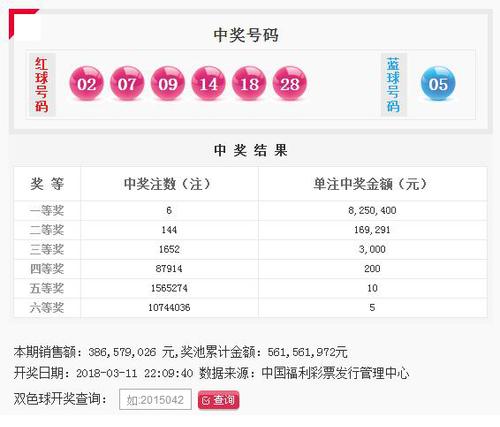 中奖号码
红球号码 02 07 09 14 18 28 蓝球号码 05
中 奖 结 果
奖 等 中奖注数（注） 单注中奖金额（元）
一等奖 6 8,250,400
二等奖 144 169,291
三等奖 1652 3,000
四等奖 87914 200
五等奖 1565274 10
六等奖 10744036 5
本期销售额：386,579,026 元,奖池累计金额：561,561,972元
开奖日期：2018-03-11 22:09:40 数据来源：中国福利彩票发行管理中心
双色球开奖查询： 如:2015042 查询